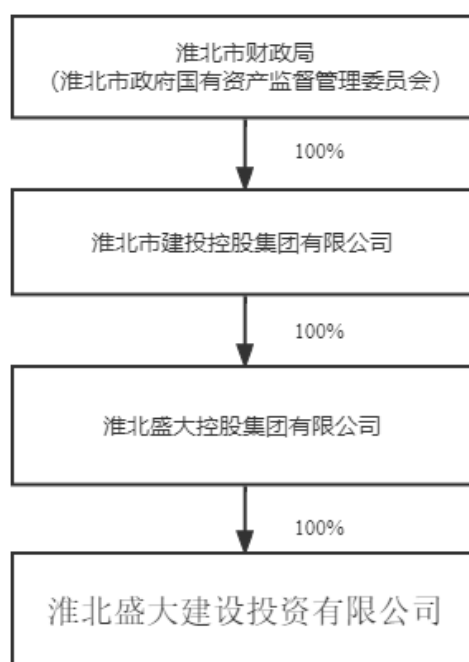 淮北市财政局
（淮北市政府国有资产监督管理委员会）
100%
淮北市建投控股集团有限公司
100%
淮北盛大控股集团有限公司
100%
淮北盛大建设投资有限公司